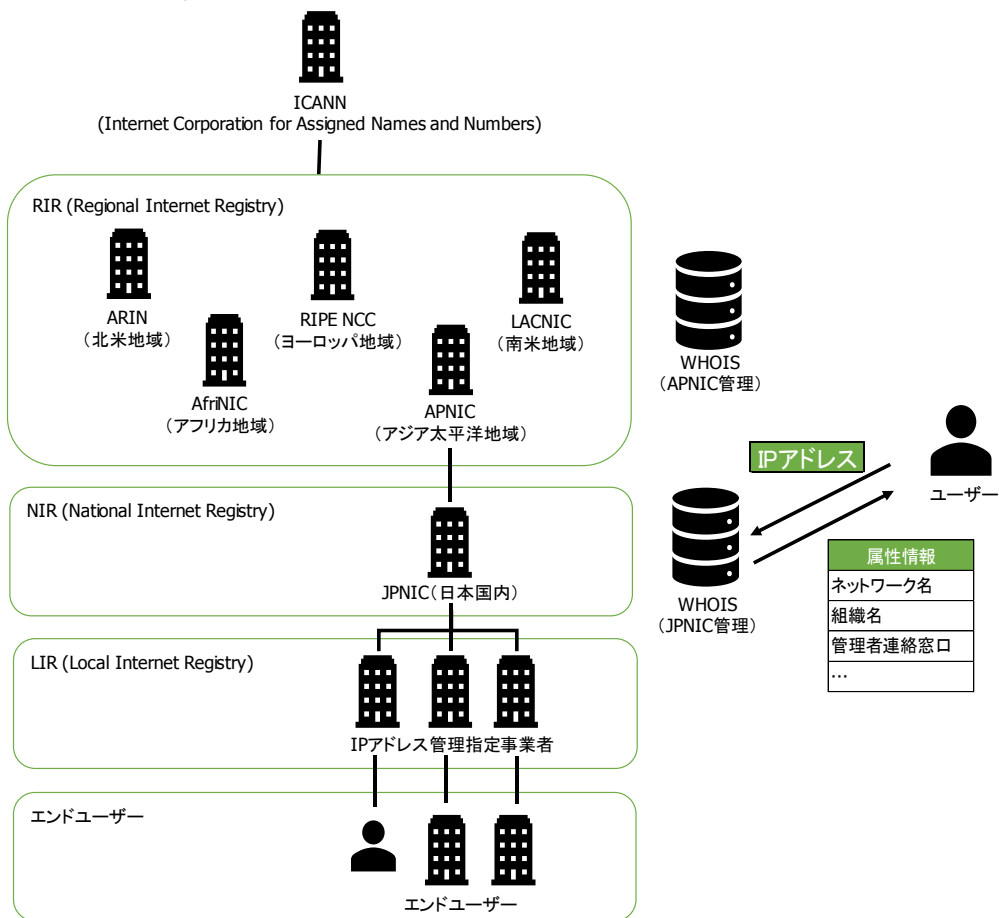 ICANN
(Internet Corporation for Assigned Names and Numbers)
RIR (Regional Internet Registry)
ARIN
(北米地域)
RIPE NCC
(ヨーロッパ地域)
LACNIC
(南米地域)
AfriNIC
(アフリカ地域)
APNIC
(アジア太平洋地域)
WHOIS
(APNIC管理)
IPアドレス
ユーザー
NIR (National Internet Registry)
JPNIC(日本国内)
WHOIS
(JPNIC管理)
属性情報
ネットワーク名
組織名
管理者連絡窓口
…
LIR (Local Internet Registry)
IPアドレス管理指定事業者
エンドユーザー
エンドユーザー